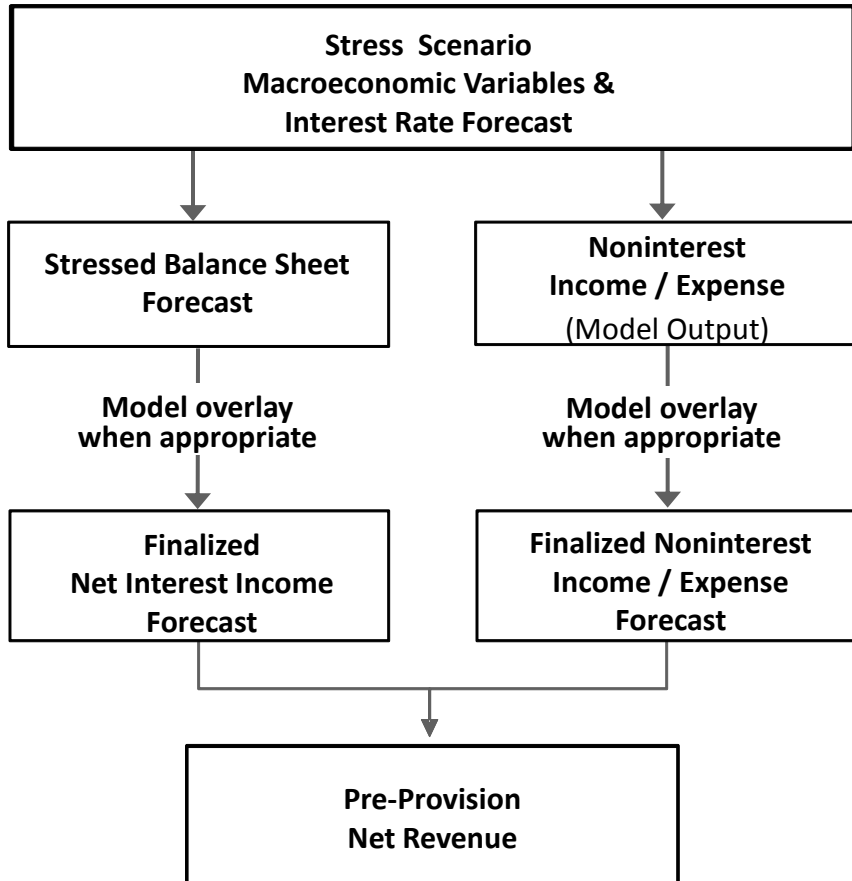 Stress Scenario
Macroeconomic Variables &
Interest Rate Forecast
Stressed Balance Sheet
Forecast
Noninterest
Income / Expense
(Model Output)
Model overlay
when appropriate
Model overlay
when appropriate
Finalized
Net Interest Income
Forecast
Finalized Noninterest
Income / Expense
Forecast
Pre-Provision
Net Revenue